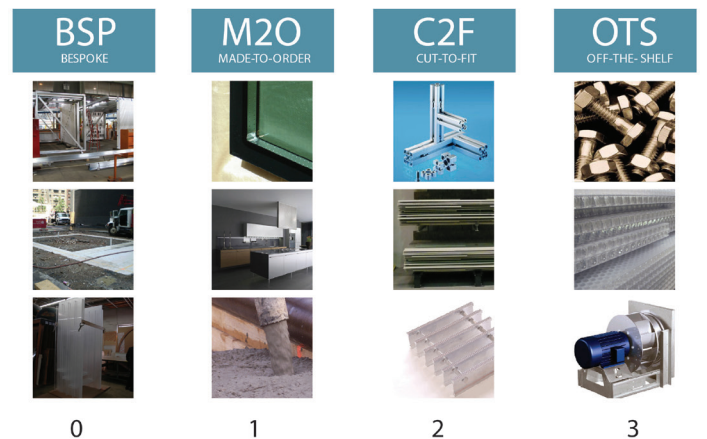 BSP
BESPOKE
M2O
MADE-TO-ORDER
C2F
CUT-TO-FIT
OTS
OFF-THE- SHELF
0
1
2
3